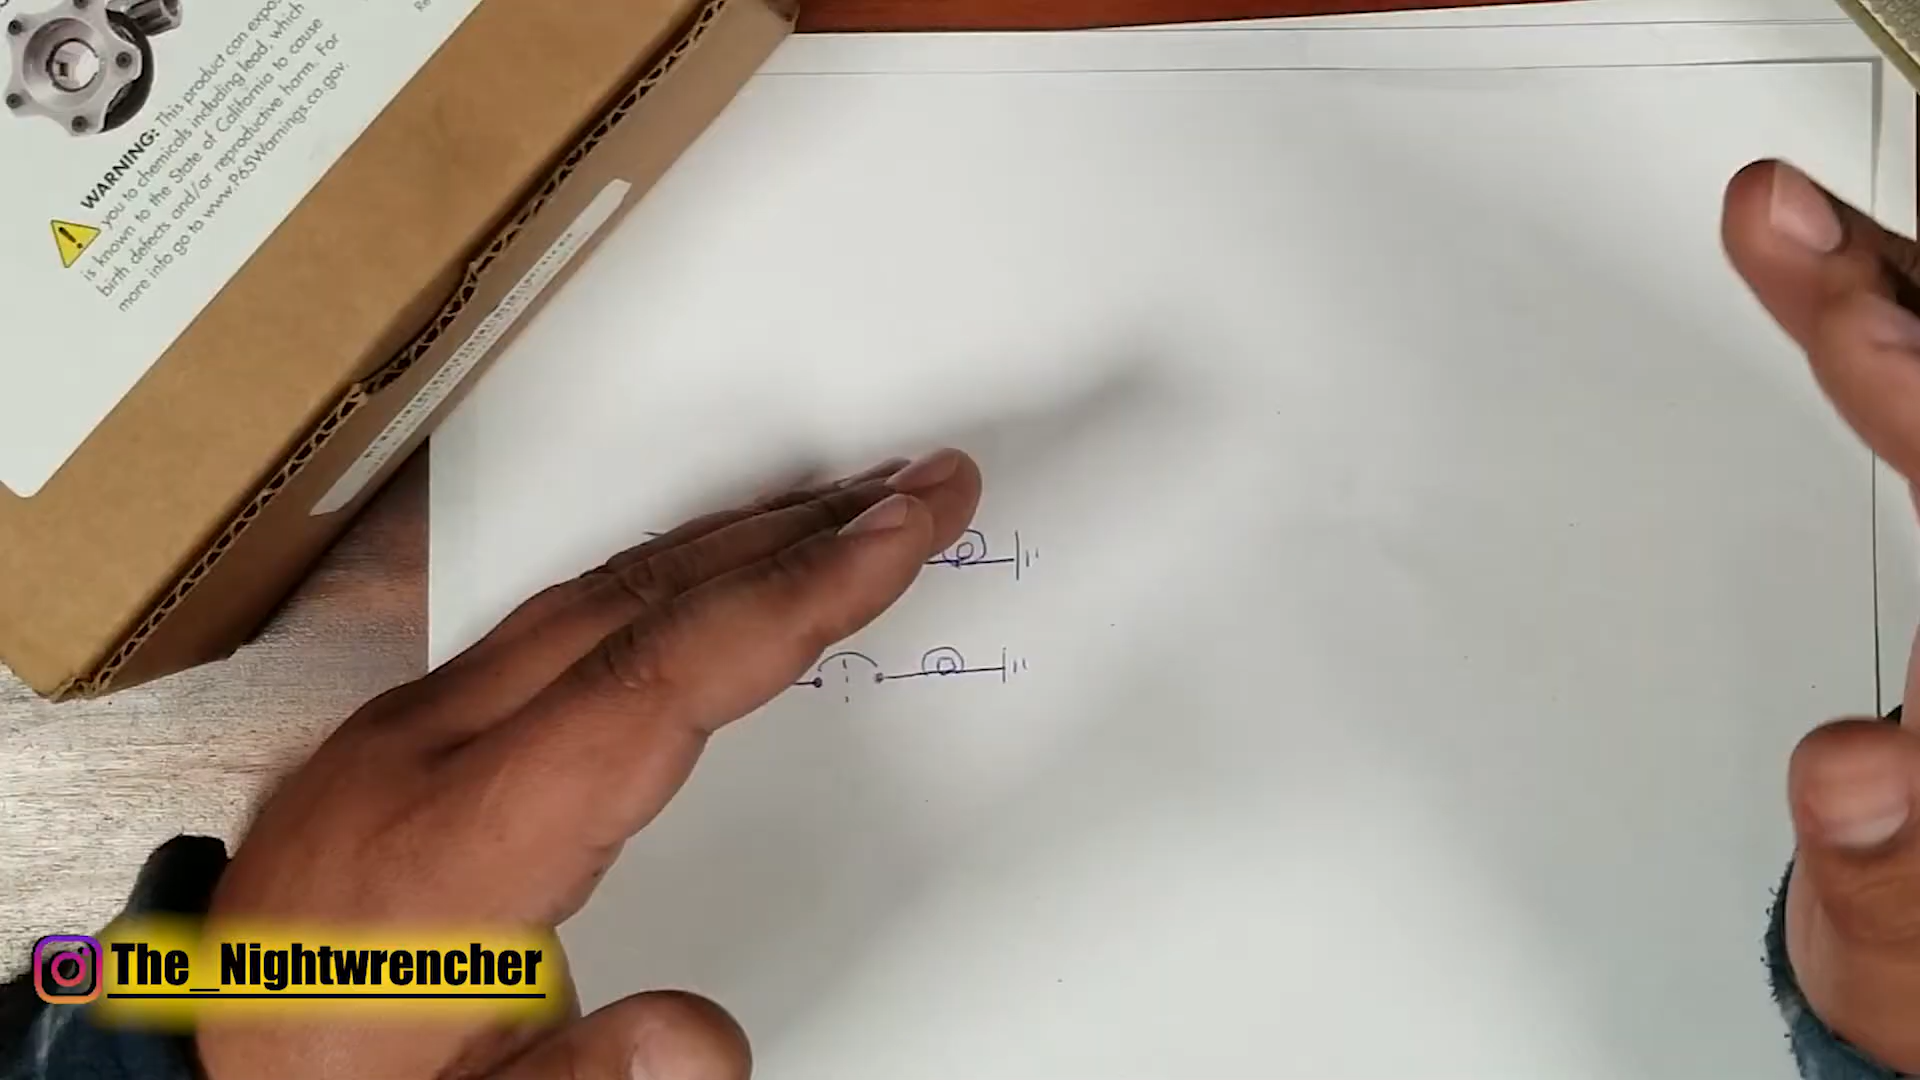 WARNING: This product can expo
you to chemicals including lead, which
is known to the State of California to cause
birth defects and/or reproductive harm. For
more info go to www.P65Warnings.ca.gov.
Re
The_Nightwrencher